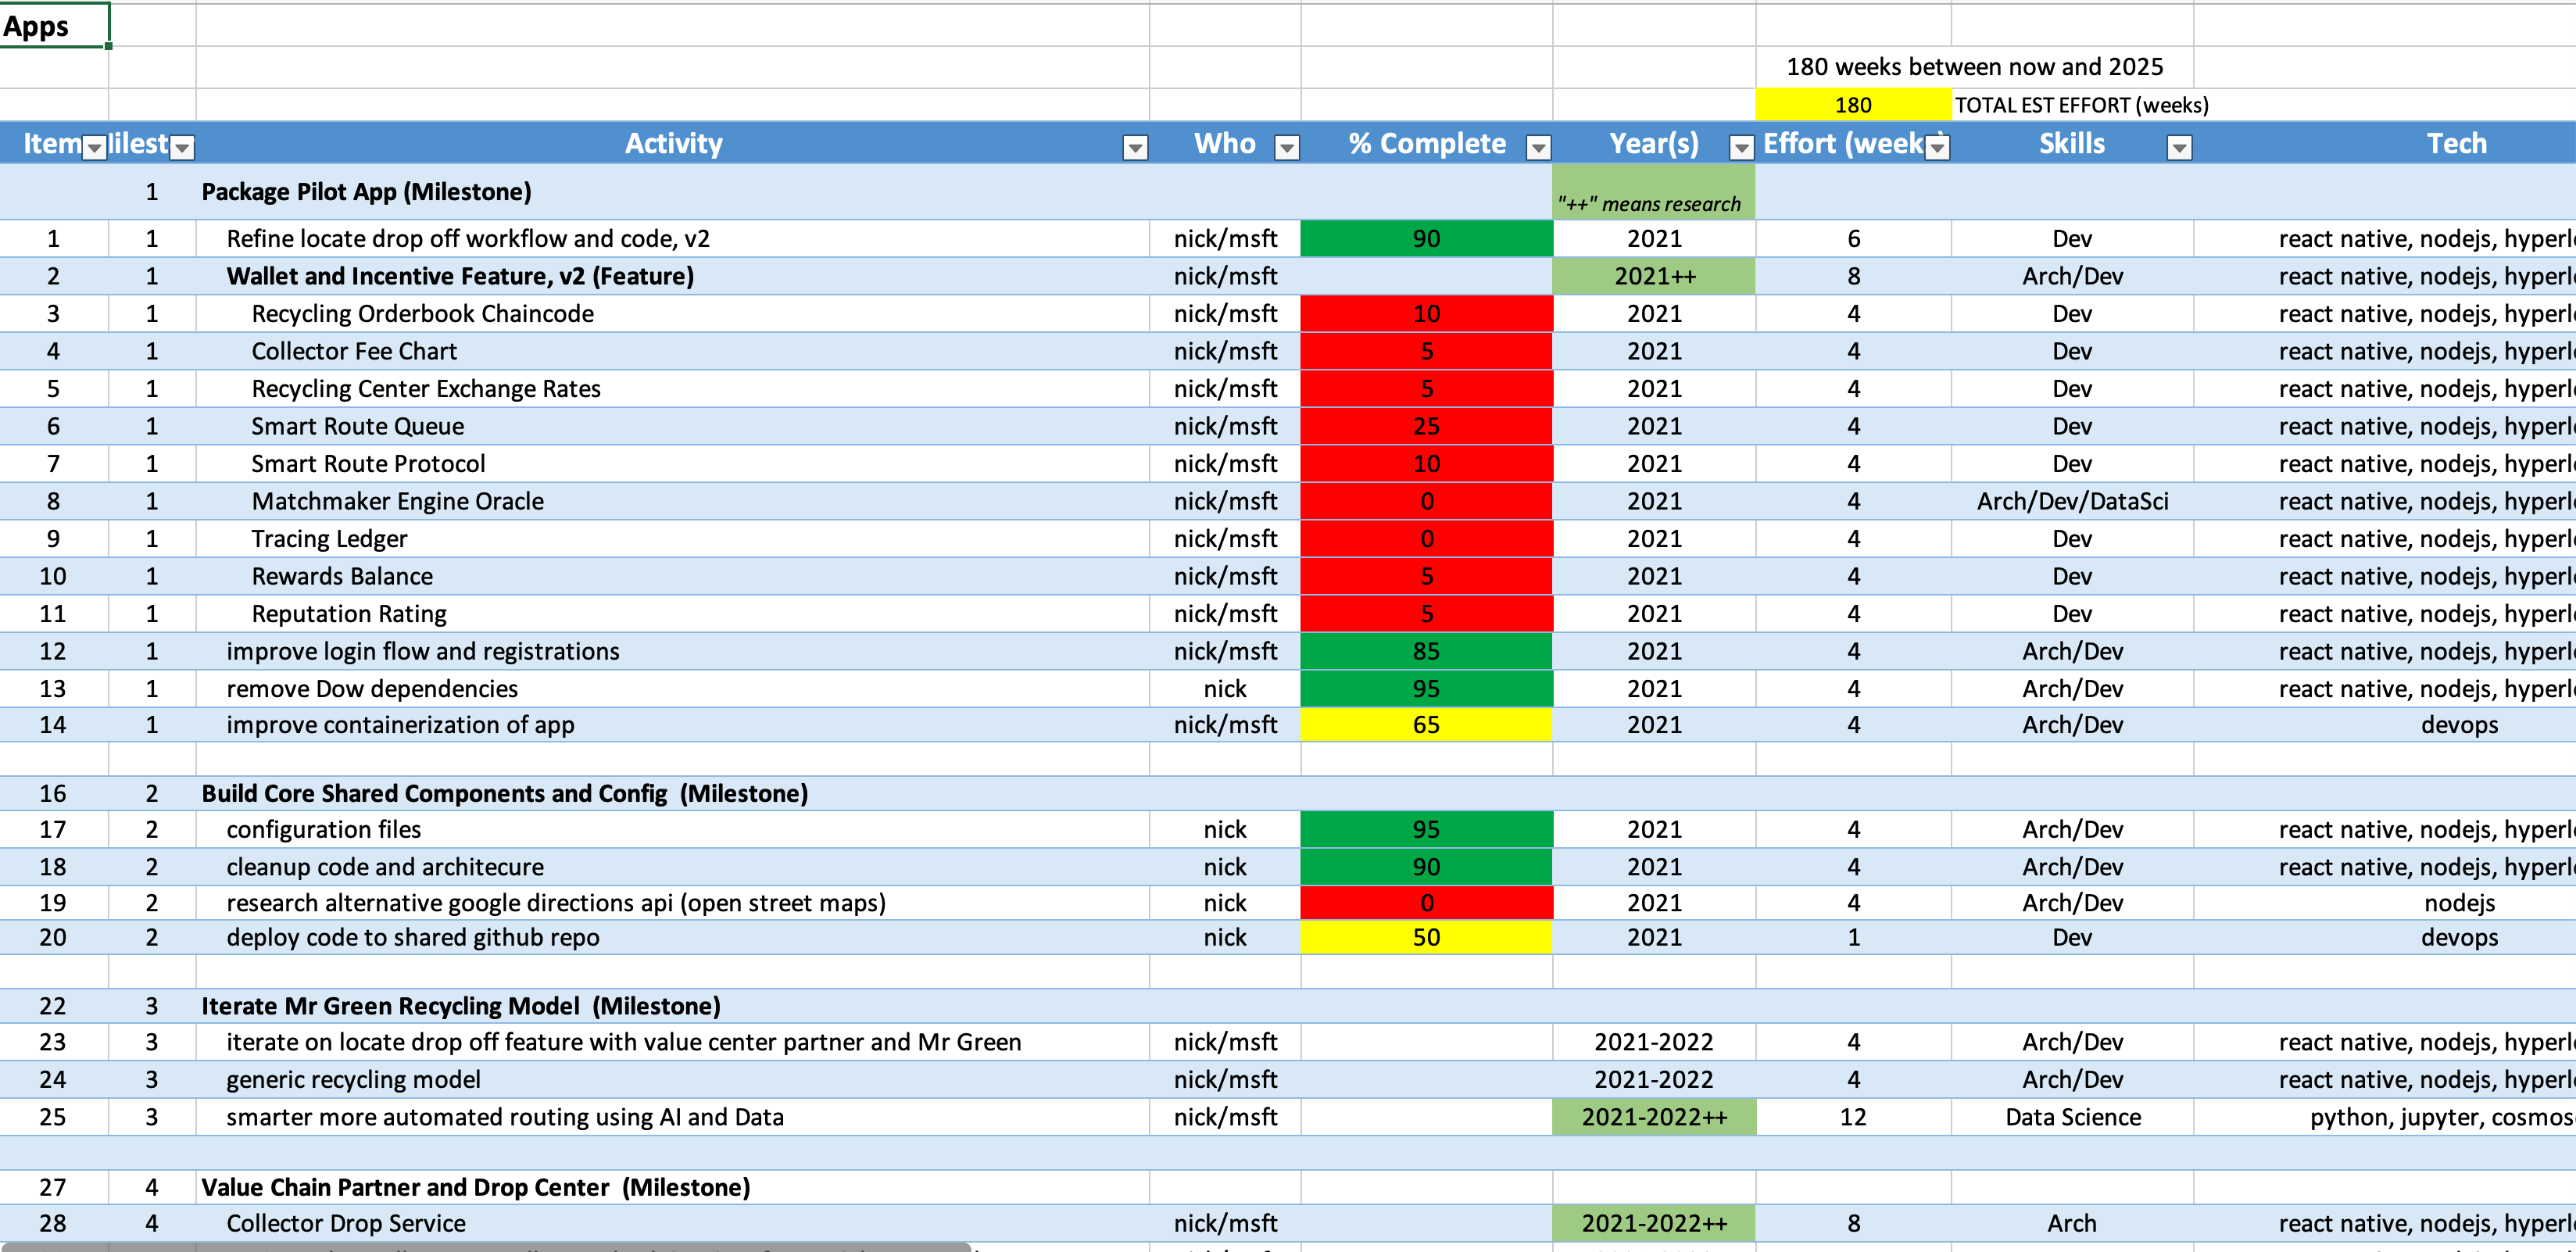 Apps
180 weeks between now and 2025
180 TOTAL EST EFFORT (weeks)
Item Milest Activity Who % Complete Year(s) Effort (week Skills Tech
1 Package Pilot App (Milestone) "++" means research
1 1 Refine locate drop off workflow and code, v2 nick/msft 90 2021 6 Dev react native, nodejs, hyperl
2 1 Wallet and Incentive Feature, v2 (Feature) nick/msft 2021++ 8 Arch/Dev react native, nodejs, hyperl
3 1 Recycling Orderbook Chaincode nick/msft 10 2021 4 Dev react native, nodejs, hyperl
4 1 Collector Fee Chart nick/msft 5 2021 4 Dev react native, nodejs, hyperl
5 1 Recycling Center Exchange Rates nick/msft 5 2021 4 Dev react native, nodejs, hyperl
6 1 Smart Route Queue nick/msft 25 2021 4 Dev react native, nodejs, hyperl
7 1 Smart Route Protocol nick/msft 10 2021 4 Dev react native, nodejs, hyperl
8 1 Matchmaker Engine Oracle nick/msft 0 2021 4 Arch/Dev/DataSci react native, nodejs, hyperl
9 1 Tracing Ledger nick/msft 0 2021 4 Dev react native, nodejs, hyperl
10 1 Rewards Balance nick/msft 5 2021 4 Dev react native, nodejs, hyperl
11 1 Reputation Rating nick/msft 5 2021 4 Dev react native, nodejs, hyperl
12 1 improve login flow and registrations nick/msft 85 2021 4 Arch/Dev react native, nodejs, hyperl
13 1 remove Dow dependencies nick 95 2021 4 Arch/Dev react native, nodejs, hyperl
14 1 improve containerization of app nick/msft 65 2021 4 Arch/Dev devops
16 2 Build Core Shared Components and Config (Milestone)
17 2 configuration files nick 95 2021 4 Arch/Dev react native, nodejs, hyperl
18 2 cleanup code and architecure nick 90 2021 4 Arch/Dev react native, nodejs, hyperl
19 2 research alternative google directions api (open street maps) nick 0 2021 4 Arch/Dev nodejs
20 2 deploy code to shared github repo nick 50 2021 1 Dev devops
22 3 Iterate Mr Green Recycling Model (Milestone)
23 3 iterate on locate drop off feature with value center partner and Mr Green nick/msft 2021-2022 4 Arch/Dev react native, nodejs, hyperl
24 3 generic recycling model nick/msft 2021-2022 4 Arch/Dev react native, nodejs, hyperl
25 3 smarter more automated routing using AI and Data nick/msft 2021-2022++ 12 Data Science python, jupyter, cosmos
27 4 Value Chain Partner and Drop Center (Milestone)
28 4 Collector Drop Service nick/msft 2021-2022++ 8 Arch react native, nodejs, hyperl